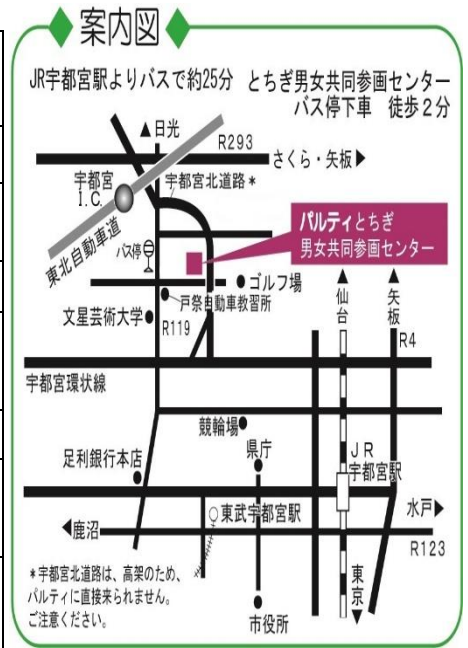 案内図
JR宇都宮駅よりバスで約25分 とちぎ男女共同参画センター
バス停下車 徒歩2分
▲日光
R293
さくら・矢板▶
宇都宮
I.C.
宇都宮北道路*
東北自動車道
バス停
パルティとちぎ
男女共同参画センター
ゴルフ場
戸祭自動車教習所
文星芸術大学
R119
仙台
矢板
R4
宇都宮環状線
競輪場
足利銀行本店
県庁
JR
宇都宮駅
東武宇都宮駅
水戸▶
◀鹿沼
R123
*宇都宮北道路は、高架のため、
パルティに直接来られません。
ご注意ください。
市役所
東京